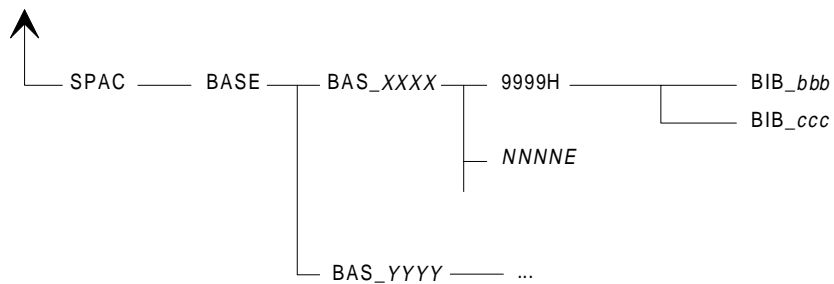 SPAC BASE BAS_XXXX 9999H BIB_bbb
BIB_ccc
NNNNE
BAS_YYYY ...